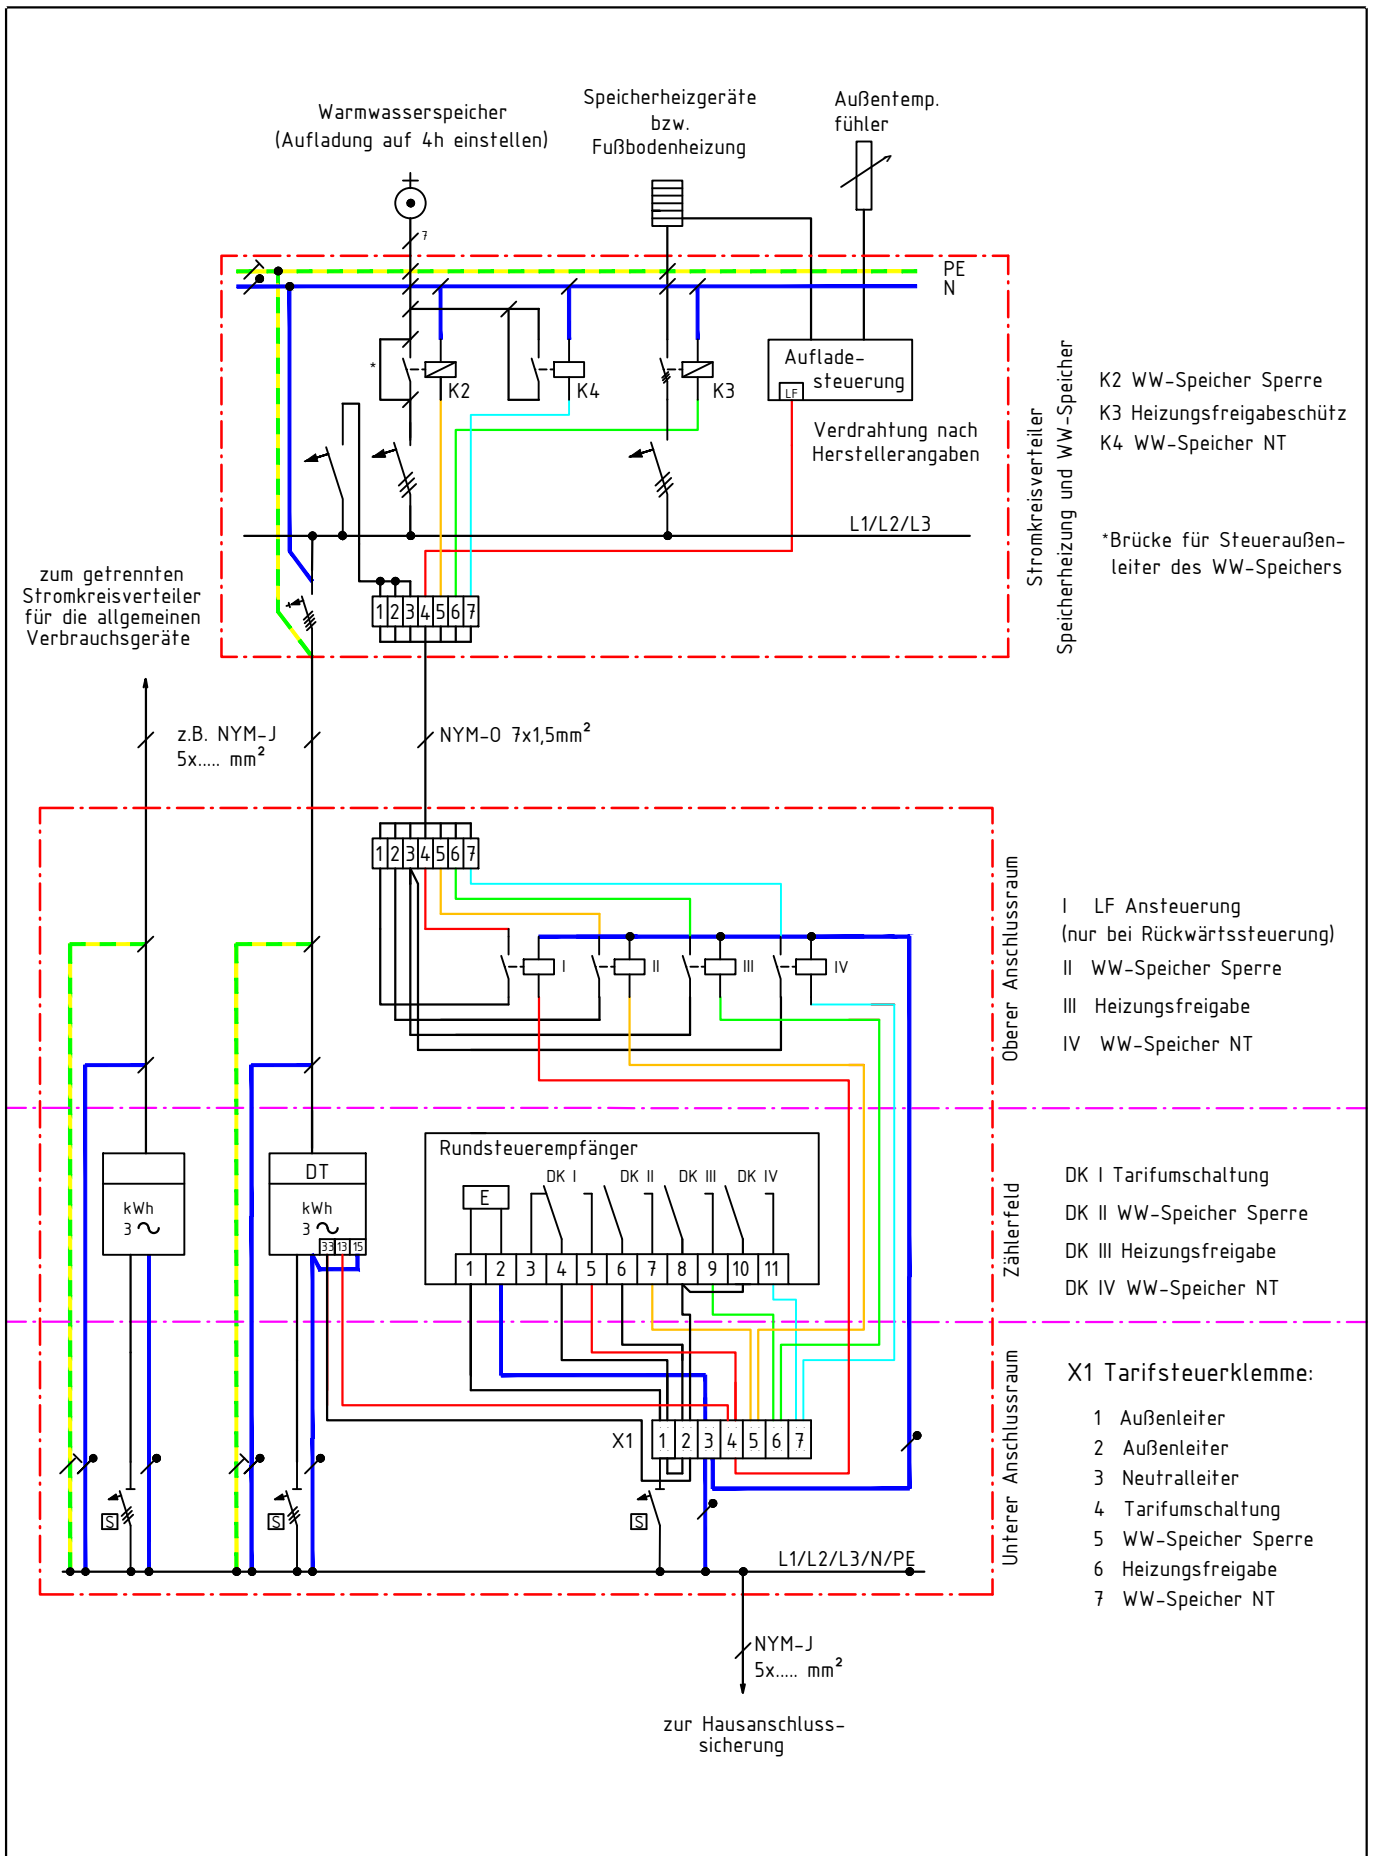 Warmwasserspeicher
(Aufladung auf 4h einstellen)
Speicherheizgeräte
bzw.
Fußbodenheizung
Außentemp.
fühler
7
PE
N
*
K2
K4
K3
Auflade-
steuerung
LF
Verdrahtung nach
Herstellerangaben
L1/L2/L3
1 2 3 4 5 6 7
Stromkreisverteiler
Speicherheizung und WW-Speicher
K2 WW-Speicher Sperre
K3 Heizungsfreigabeschütz
K4 WW-Speicher NT
*Brücke für Steueraußen-
leiter des WW-Speichers
zum getrennten
Stromkreisverteiler
für die allgemeinen
Verbrauchsgeräte
z.B. NYM-J
5x..... mm²
NYM-O 7x1,5mm²
1 2 3 4 5 6 7
I
II
III
IV
Oberer Anschlussraum
I LF Ansteuerung
(nur bei Rückwärtssteuerung)
II WW-Speicher Sperre
III Heizungsfreigabe
IV WW-Speicher NT
kWh
3
DT
kWh
3
33 13 15
Rundsteuerempfänger
E
DK I
DK II
DK III
DK IV
1 2 3 4 5 6 7 8 9 10 11
Zählerfeld
DK I Tarifumschaltung
DK II WW-Speicher Sperre
DK III Heizungsfreigabe
DK IV WW-Speicher NT
X1
1 2 3 4 5 6 7
S
S
S
L1/L2/L3/N/PE
Unterer Anschlussraum
X1 Tarifsteuerklemme:
1 Außenleiter
2 Außenleiter
3 Neutralleiter
4 Tarifumschaltung
5 WW-Speicher Sperre
6 Heizungsfreigabe
7 WW-Speicher NT
NYM-J
5x..... mm²
zur Hausanschluss-
sicherung